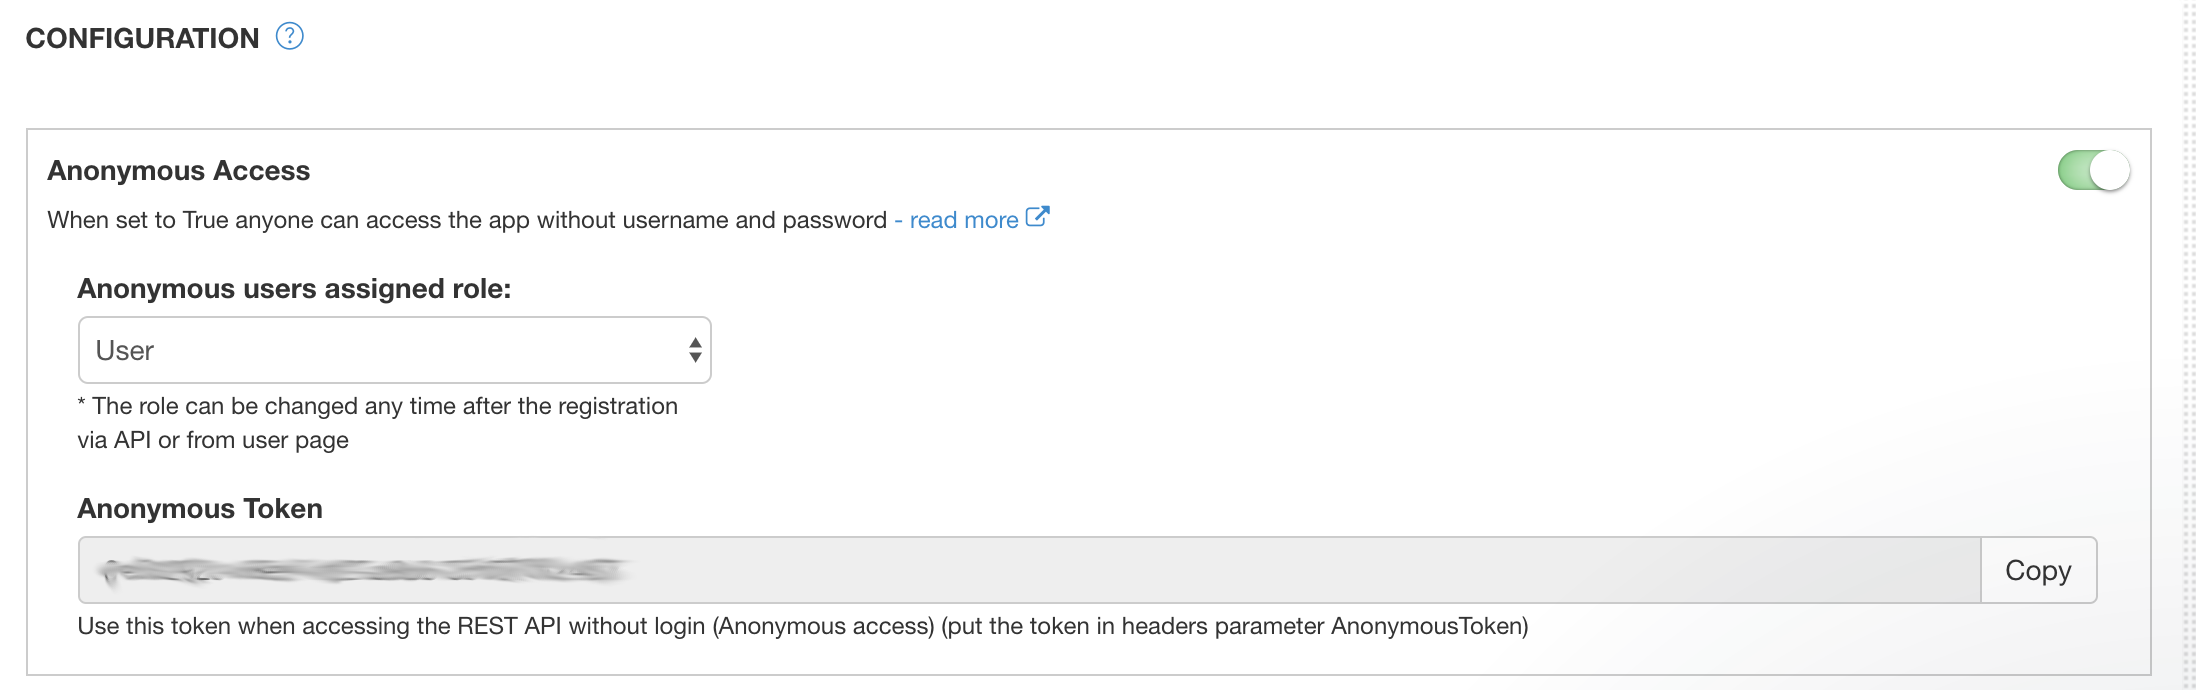 CONFIGURATION ?
Anonymous Access
When set to True anyone can access the app without username and password - read more
Anonymous users assigned role:
User
* The role can be changed any time after the registration
via API or from user page
Anonymous Token
Copy
Use this token when accessing the REST API without login (Anonymous access) (put the token in headers parameter AnonymousToken)